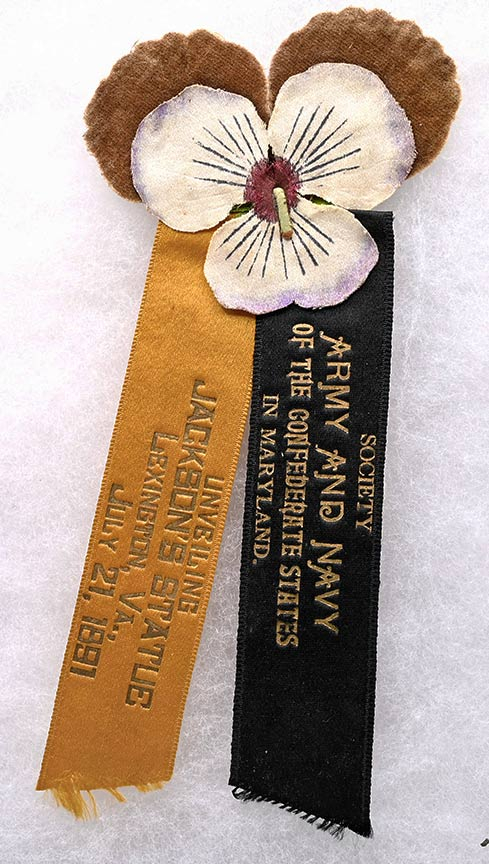 UNVEILING
JACKSON'S STATUE
LEXINGTON, VA,
JULY 21, 1891
SOCIETY
ARMY AND NAVY
OF THE CONFEDERATE STATES
IN MARYLAND.